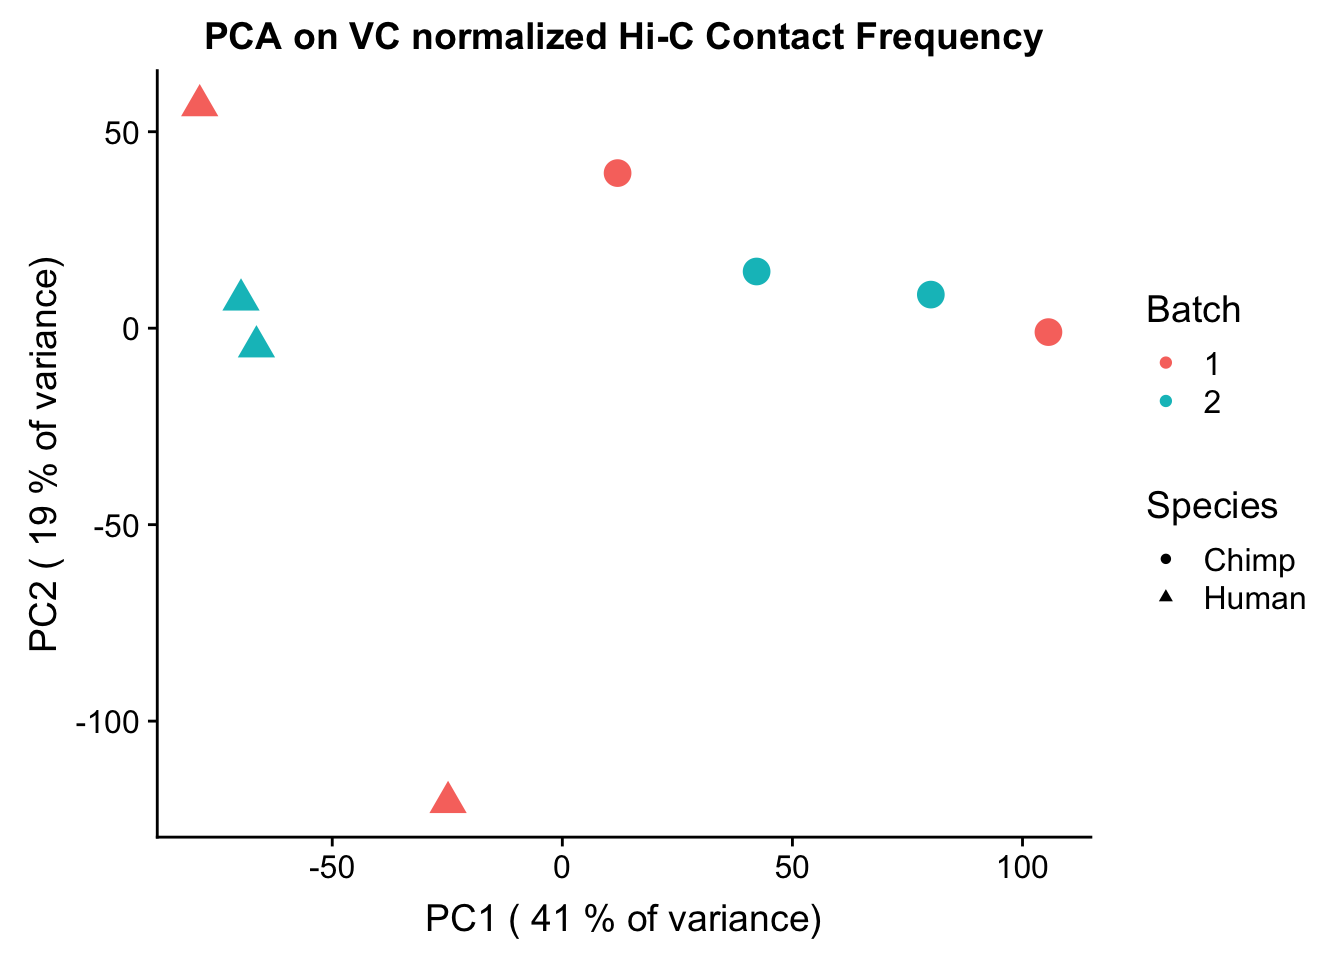 PCA on VC normalized Hi-C Contact Frequency
50
0
-50
-100
PC2 ( 19 % of variance)
-50
0
50
100
PC1 ( 41 % of variance)
Batch
1
2
Species
Chimp
Human